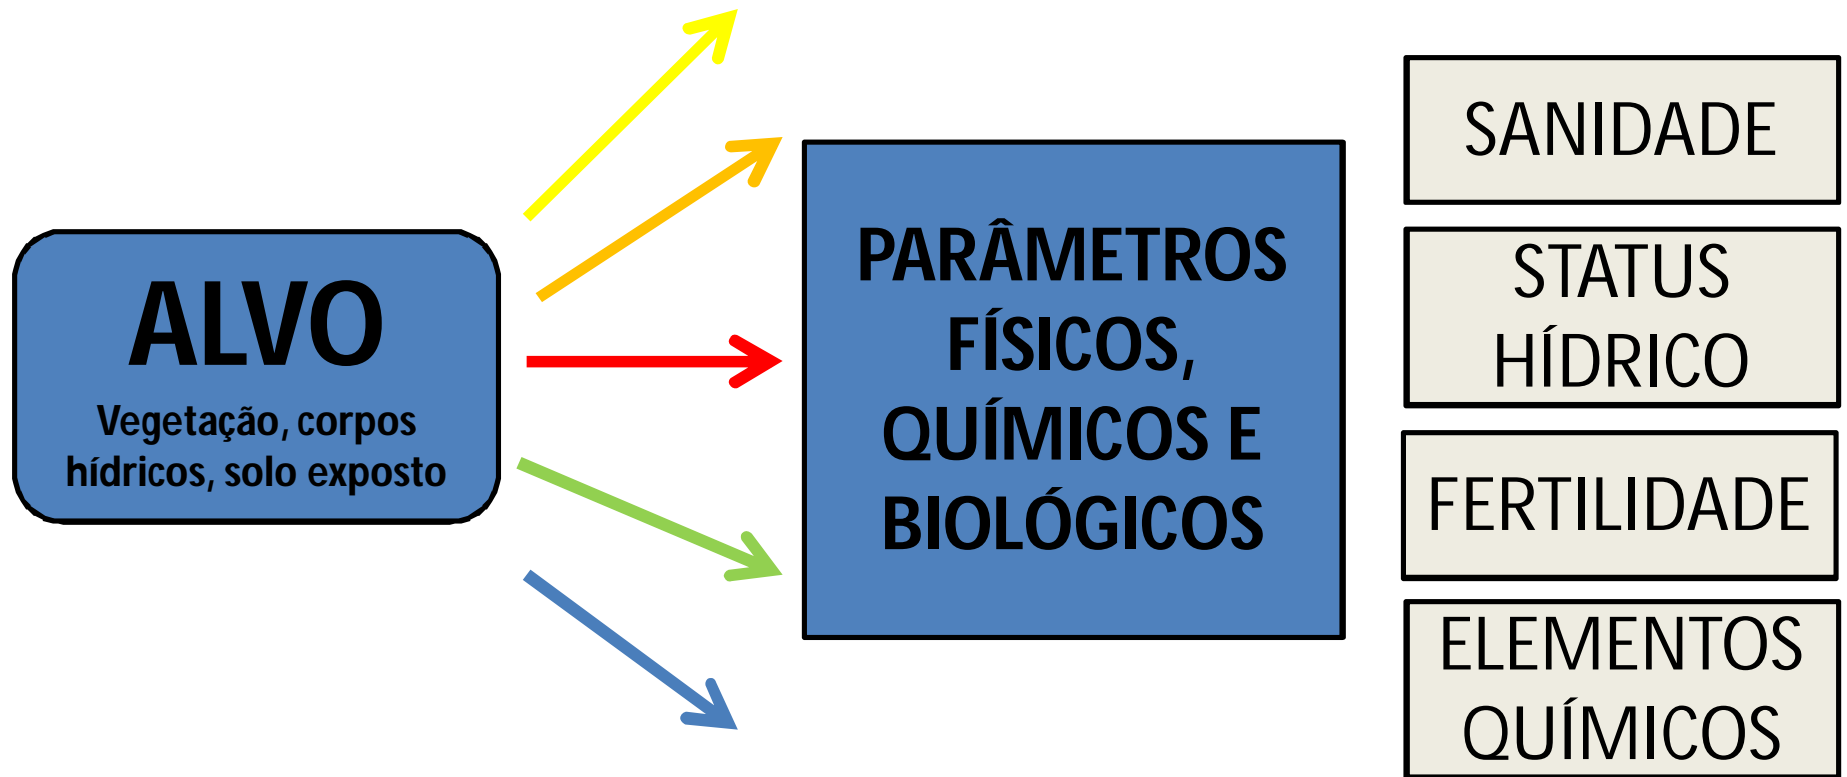 ALVO
Vegetação, corpos
hídricos, solo exposto
PARÂMETROS
FÍSICOS,
QUÍMICOS E
BIOLÓGICOS
SANIDADE
STATUS
HÍDRICO
FERTILIDADE
ELEMENTOS
QUÍMICOS